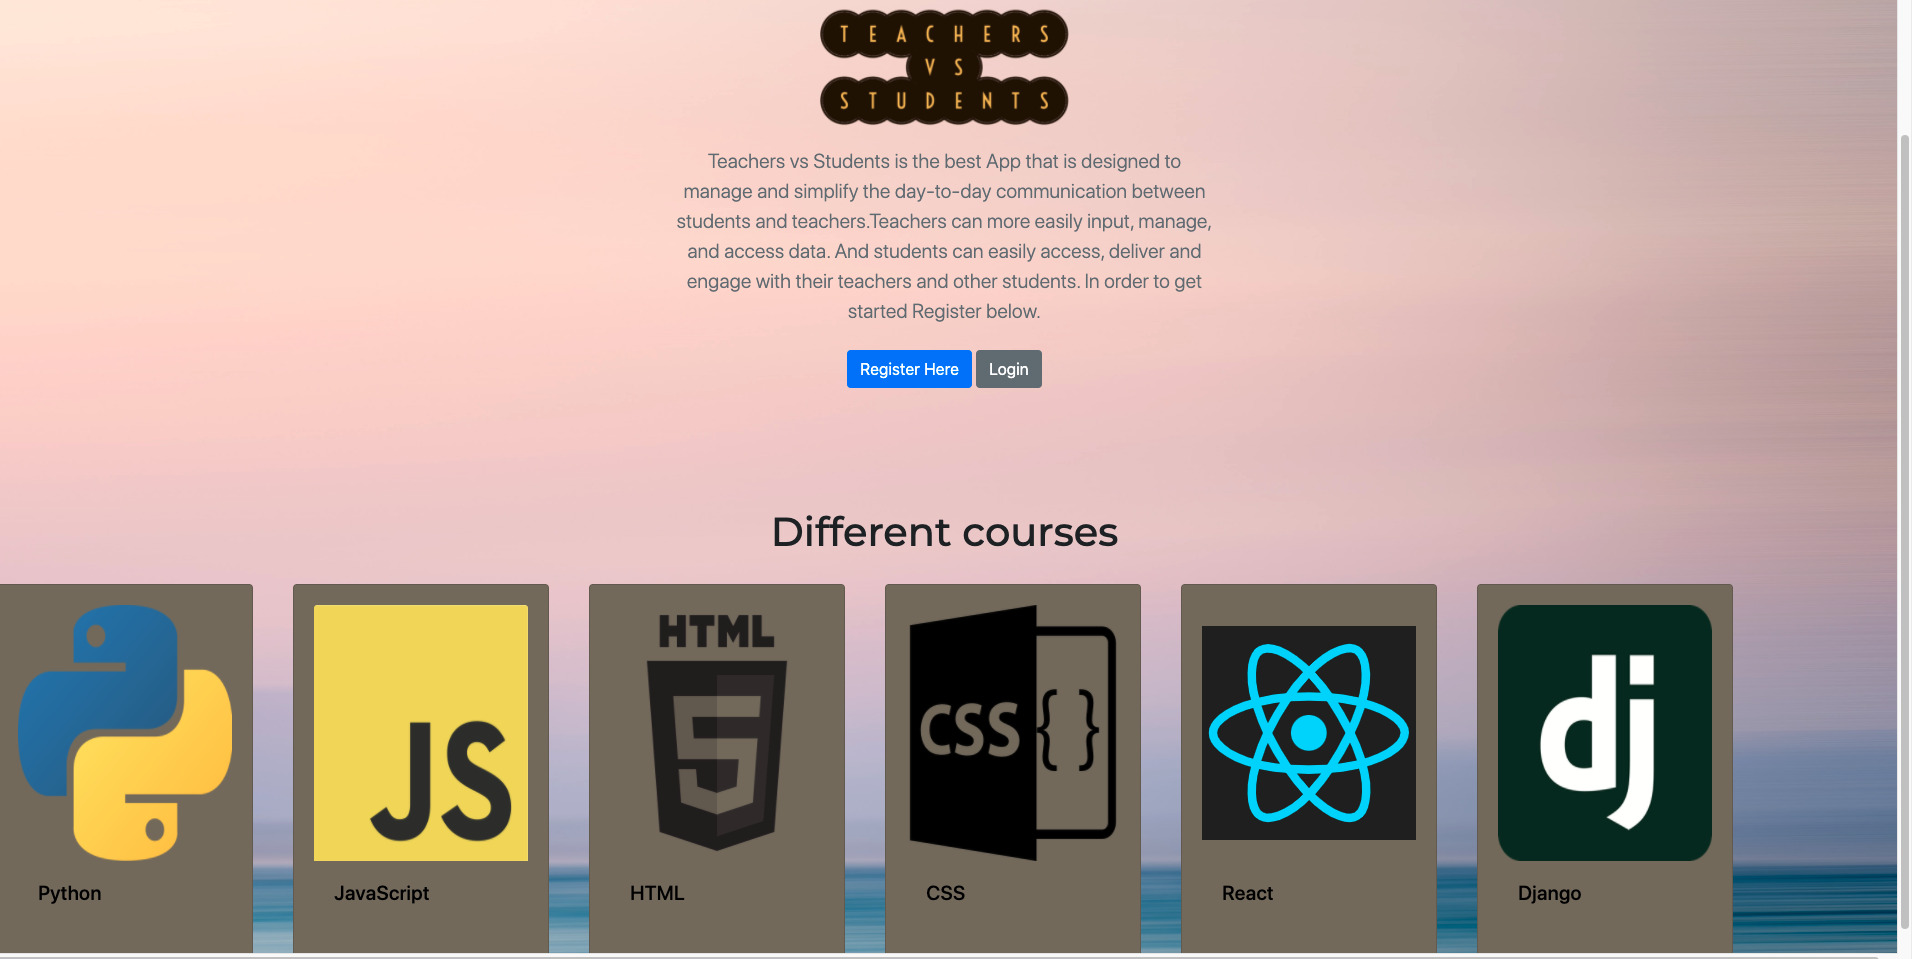 TEACHERS
VS
STUDENTS
Teachers vs Students is the best App that is designed to
manage and simplify the day-to-day communication between
students and teachers.Teachers can more easily input, manage,
and access data. And students can easily access, deliver and
engage with their teachers and other students. In order to get
started Register below.
Register Here Login
Different courses
JS
HTML
5
CSS {}
dj
Python
JavaScript
HTML
CSS
React
Django